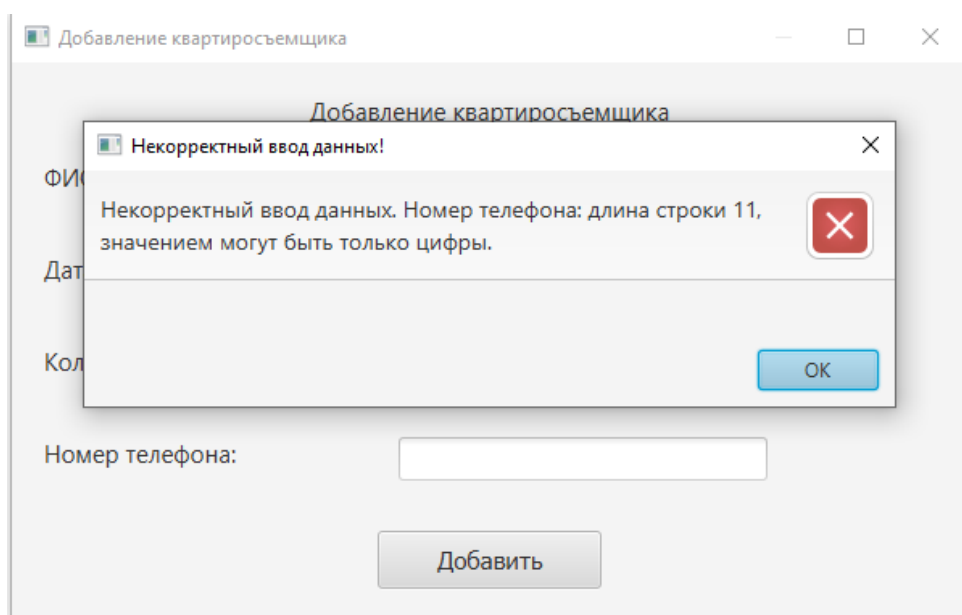 Добавление квартиросъемщика
Добавление квартиросъемщика
Некорректный ввод данных!
Некорректный ввод данных. Номер телефона: длина строки 11,
значением могут быть только цифры.
OK
Номер телефона:
Добавить